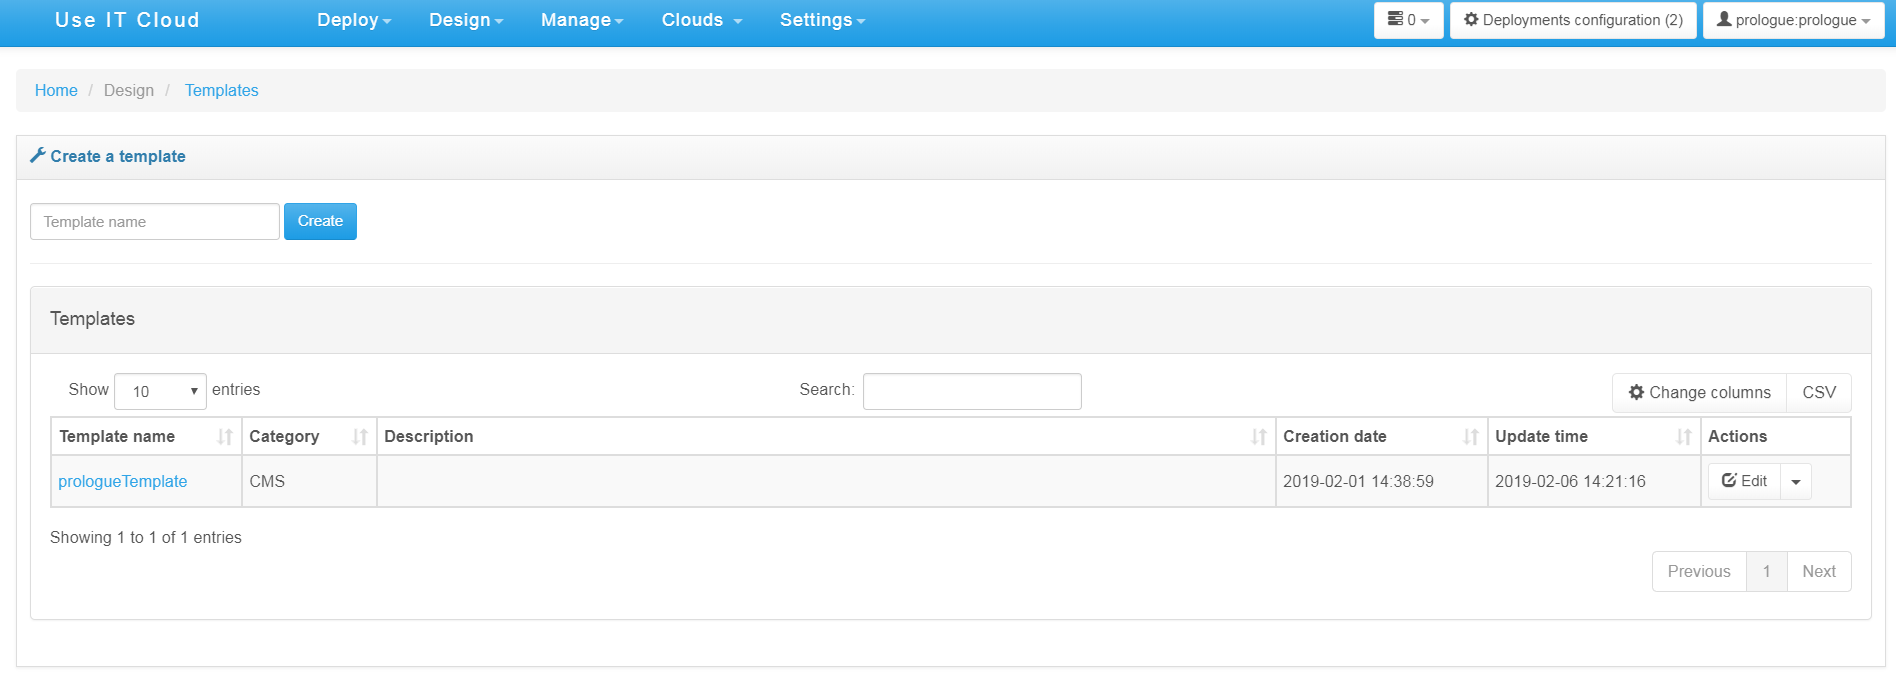 Use IT Cloud Deploy Design Manage Clouds Settings 0 Deployments configuration (2) prologue:prologue
Home / Design / Templates
Create a template
Template name Create
Templates
Show 10 entries Search: Change columns CSV
Template name Category Description Creation date Update time Actions
prologueTemplate CMS 2019-02-01 14:38:59 2019-02-06 14:21:16 Edit
Showing 1 to 1 of 1 entries
Previous 1 Next